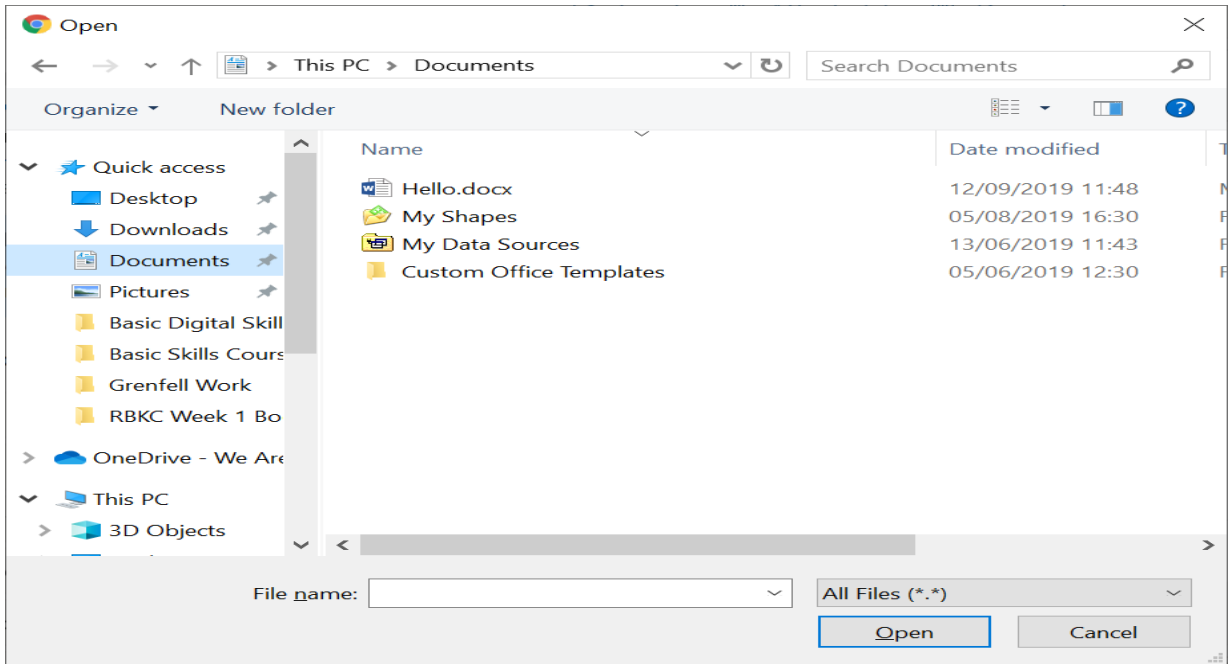 Open
This PC > Documents
Search Documents
Organize
New folder
?
Name
Date modified
Quick access
Desktop
Downloads
Documents
Pictures
Basic Digital Skill
Basic Skills Cours
Grenfell Work
RBKC Week 1 Bo
OneDrive - We Are
This PC
3D Objects
Hello.docx 12/09/2019 11:48
My Shapes 05/08/2019 16:30
My Data Sources 13/06/2019 11:43
Custom Office Templates 05/06/2019 12:30
File name:
All Files (*.*)
Open
Cancel